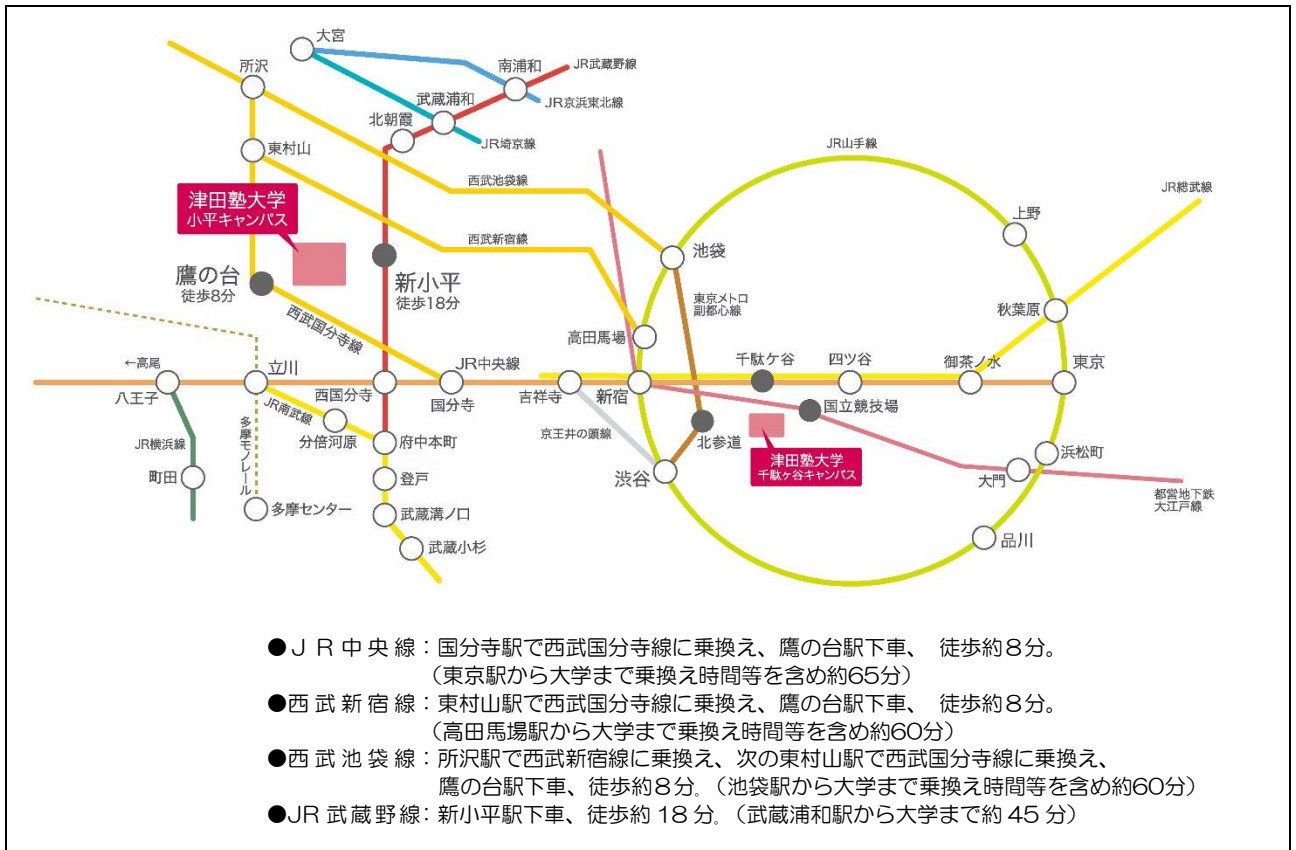 大宮
所沢
南浦和
JR武蔵野線
武蔵浦和
JR京浜東北線
北朝霞
東村山
JR埼京線
JR山手線
西武池袋線
JR総武線
津田塾大学
小平キャンパス
上野
西武新宿線
池袋
鷹の台
徒歩8分
新小平
徒歩18分
東京メトロ
副都心線
秋葉原
西武国分寺線
高田馬場
←高尾
立川
JR中央線
千駄ケ谷
四ツ谷
御茶ノ水
東京
八王子
西国分寺
国分寺
吉祥寺
新宿
国立競技場
JR南武線
分倍河原
府中本町
多摩モノレール
JR横浜線
京王井の頭線
北参道
浜松町
津田塾大学
千駄ヶ谷キャンパス
町田
登戸
渋谷
大門
都営地下鉄
大江戸線
多摩センター
武蔵溝ノ口
武蔵小杉
品川
●JR中央線：国分寺駅で西武国分寺線に乗換え、鷹の台駅下車、 徒歩約8分。
（東京駅から大学まで乗換え時間等を含め約65分）
●西武新宿線：東村山駅で西武国分寺線に乗換え、鷹の台駅下車、 徒歩約8分。
（高田馬場駅から大学まで乗換え時間等を含め約60分）
●西武池袋線：所沢駅で西武新宿線に乗換え、次の東村山駅で西武国分寺線に乗換え、
鷹の台駅下車、徒歩約8分。（池袋駅から大学まで乗換え時間等を含め約60分）
●JR武蔵野線：新小平駅下車、徒歩約 18 分。（武蔵浦和駅から大学まで約 45 分）